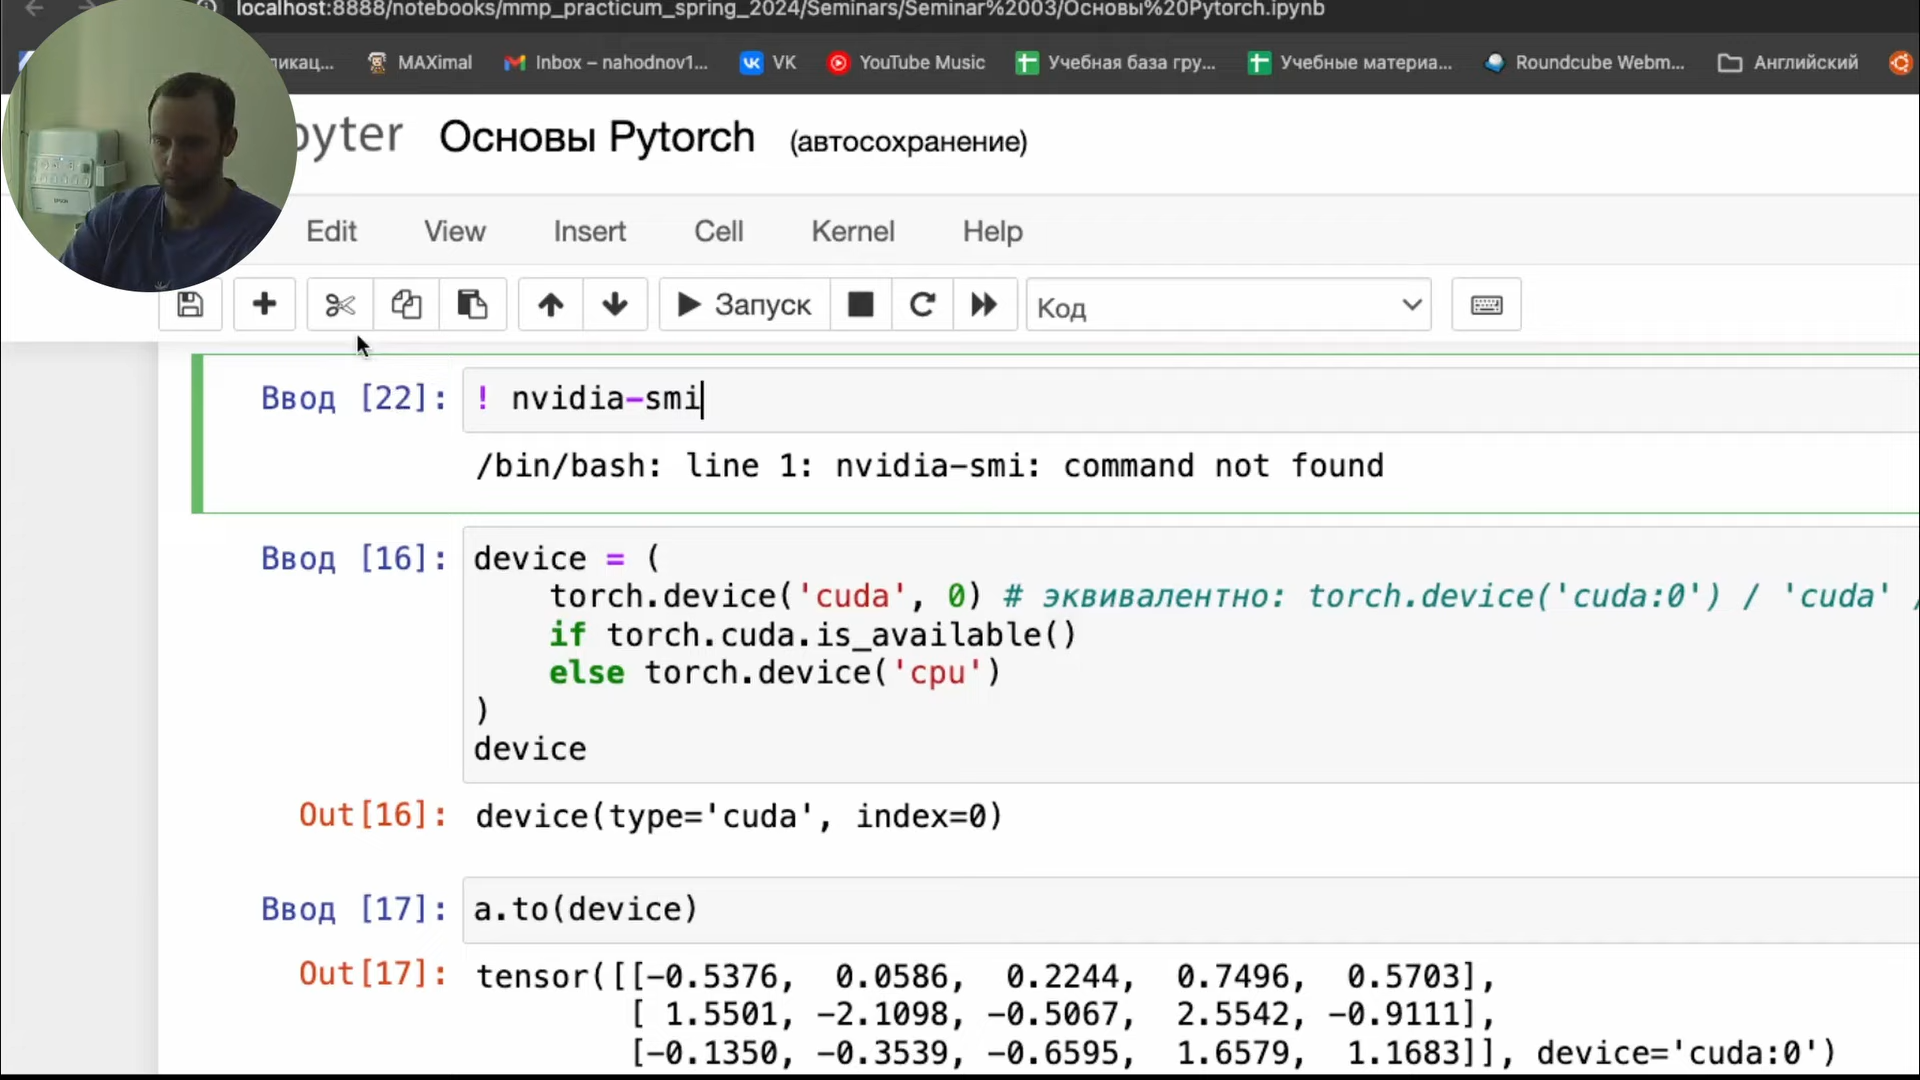 localhost:8888/notebooks/mmp_practicum_spring_2024/Seminars/Seminar%2003/Основы%20Pytorch.ipynb
ликац... MAXimal Inbox – nahodnov1... VK YouTube Music Учебная база гру... Учебные материа... Roundcube Webm... Английский
pyter Основы Pytorch (автосохранение)
Edit View Insert Cell Kernel Help
Запуск Код
Ввод [22]: ! nvidia-smi
/bin/bash: line 1: nvidia-smi: command not found
Ввод [16]: device = (
torch.device('cuda', 0) # эквивалентно: torch.device('cuda:0') / 'cuda' /
if torch.cuda.is_available()
else torch.device('cpu')
)
device
Out[16]: device(type='cuda', index=0)
Ввод [17]: a.to(device)
Out[17]: tensor([[-0.5376, 0.0586, 0.2244, 0.7496, 0.5703],
[ 1.5501, -2.1098, -0.5067, 2.5542, -0.9111],
[-0.1350, -0.3539, -0.6595, 1.6579, 1.1683]], device='cuda:0')